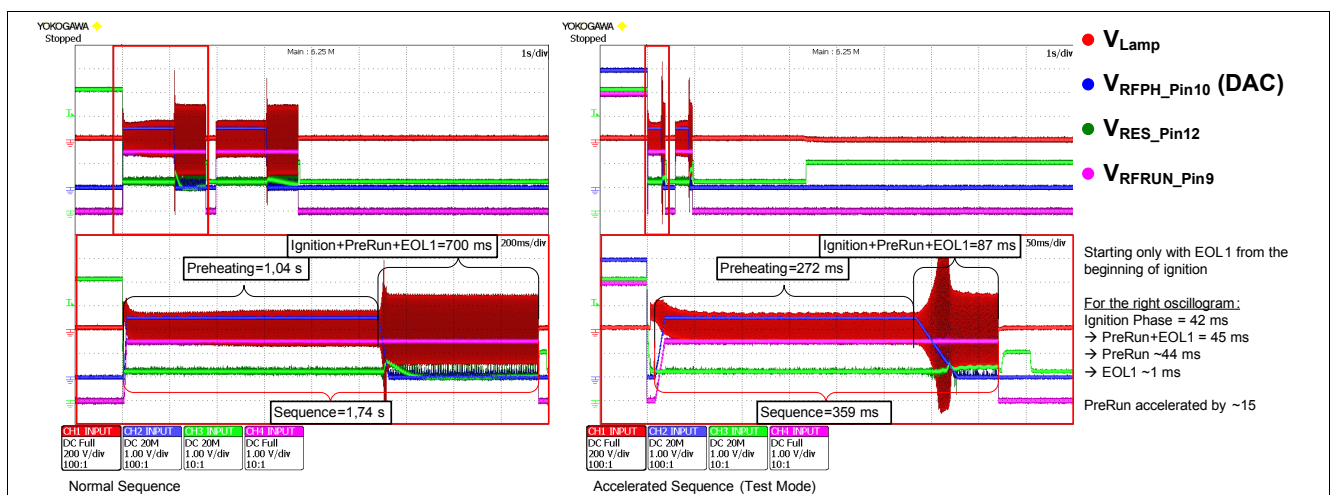 YOKOGAWA
Stopped
Main : 6.25 M
1s/div
Ignition+PreRun+EOL1=700 ms
200ms/div
Preheating=1,04 s
Sequence=1,74 s
CH1 INPUT CH2 INPUT CH3 INPUT CH4 INPUT
DC Full DC 20M DC 20M DC Full
200 V/div 1.00 V/div 1.00 V/div 1.00 V/div
100:1 100:1 10:1 10:1
Normal Sequence
YOKOGAWA
Stopped
Main : 6.25 M
1s/div
Ignition+PreRun+EOL1=87 ms
50ms/div
Preheating=272 ms
Sequence=359 ms
CH1 INPUT CH2 INPUT CH3 INPUT CH4 INPUT
DC Full DC 20M DC 20M DC Full
200 V/div 1.00 V/div 1.00 V/div 1.00 V/div
100:1 100:1 10:1 10:1
Accelerated Sequence (Test Mode)
VLamp
VRFPH_Pin10 (DAC)
VRES_Pin12
VRFRUN_Pin9
Starting only with EOL1 from the
beginning of ignition
For the right oscillogram:
Ignition Phase = 42 ms
→ PreRun+EOL1 = 45 ms
→ PreRun ~44 ms
→ EOL1 ~1 ms
PreRun accelerated by ~15